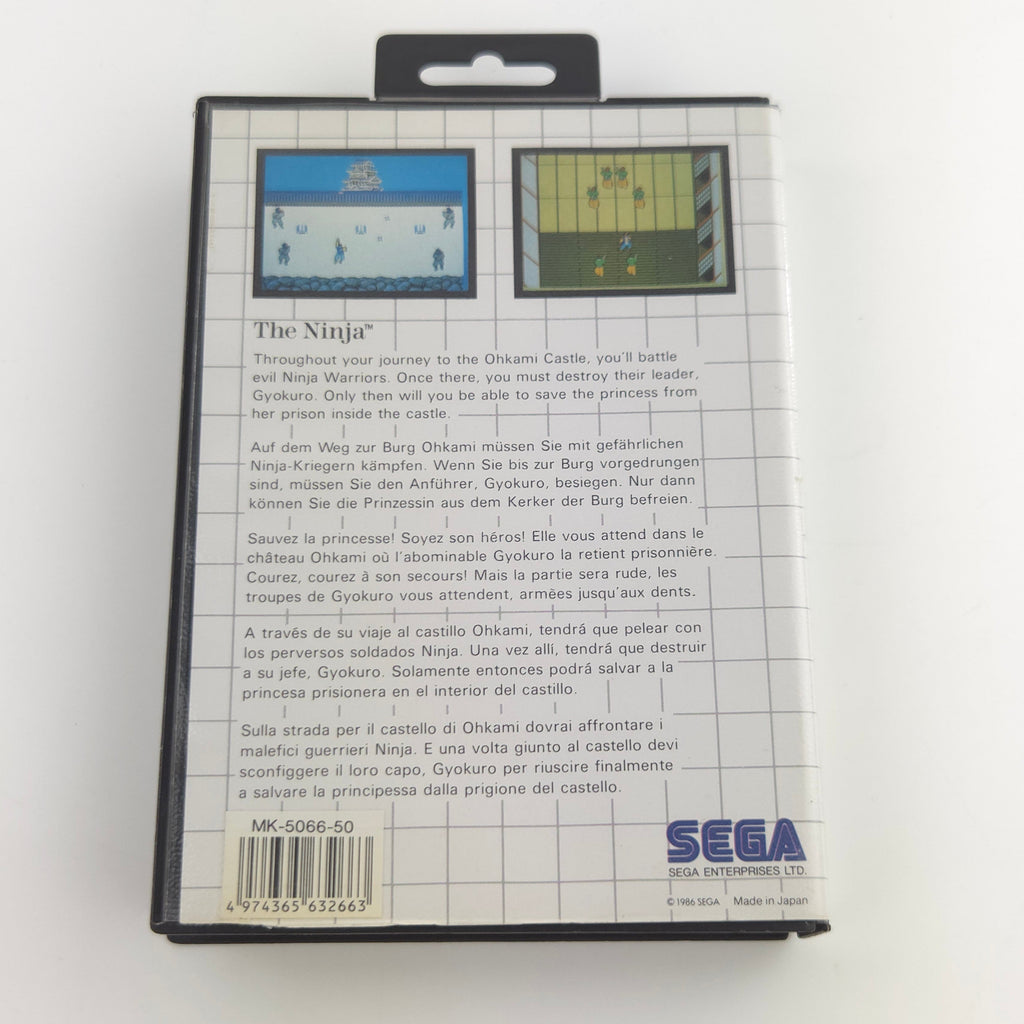 The Ninja™
Throughout your journey to the Ohkami Castle, you'll battle
evil Ninja Warriors. Once there, you must destroy their leader,
Gyokuro. Only then will you be able to save the princess from
her prison inside the castle.
Auf dem Weg zur Burg Ohkami müssen Sie mit gefährlichen
Ninja-Kriegern kämpfen. Wenn Sie bis zur Burg vorgedrungen
sind, müssen Sie den Anführer, Gyokuro, besiegen. Nur dann
können Sie die Prinzessin aus dem Kerker der Burg befreien.
Sauvez la princesse! Soyez son héros! Elle vous attend dans le
château Ohkami où l'abominable Gyokuro la retient prisonnière.
Courez, courez à son secours! Mais la partie sera rude, les
troupes de Gyokuro vous attendent, armèes jusqu'aux dents.
A través de su viaje al castillo Ohkami, tendrá que pelear con
los perversos soldados Ninja. Una vez allí, tendrá que destruir
a su jefe, Gyokuro. Solamente entonces podrá salvar a la
princesa prisionera en el interior del castillo.
Sulla strada per il castello di Ohkami dovrai affrontare i
malefici guerrieri Ninja. E una volta giunto al castello devi
sconfiggere il loro capo, Gyokuro per riuscire finalmente
a salvare la principessa dalla prigione del castello.
MK-5066-50
4 974365 632663
SEGA
SEGA ENTERPRISES LTD.
© 1986 SEGA Made in Japan